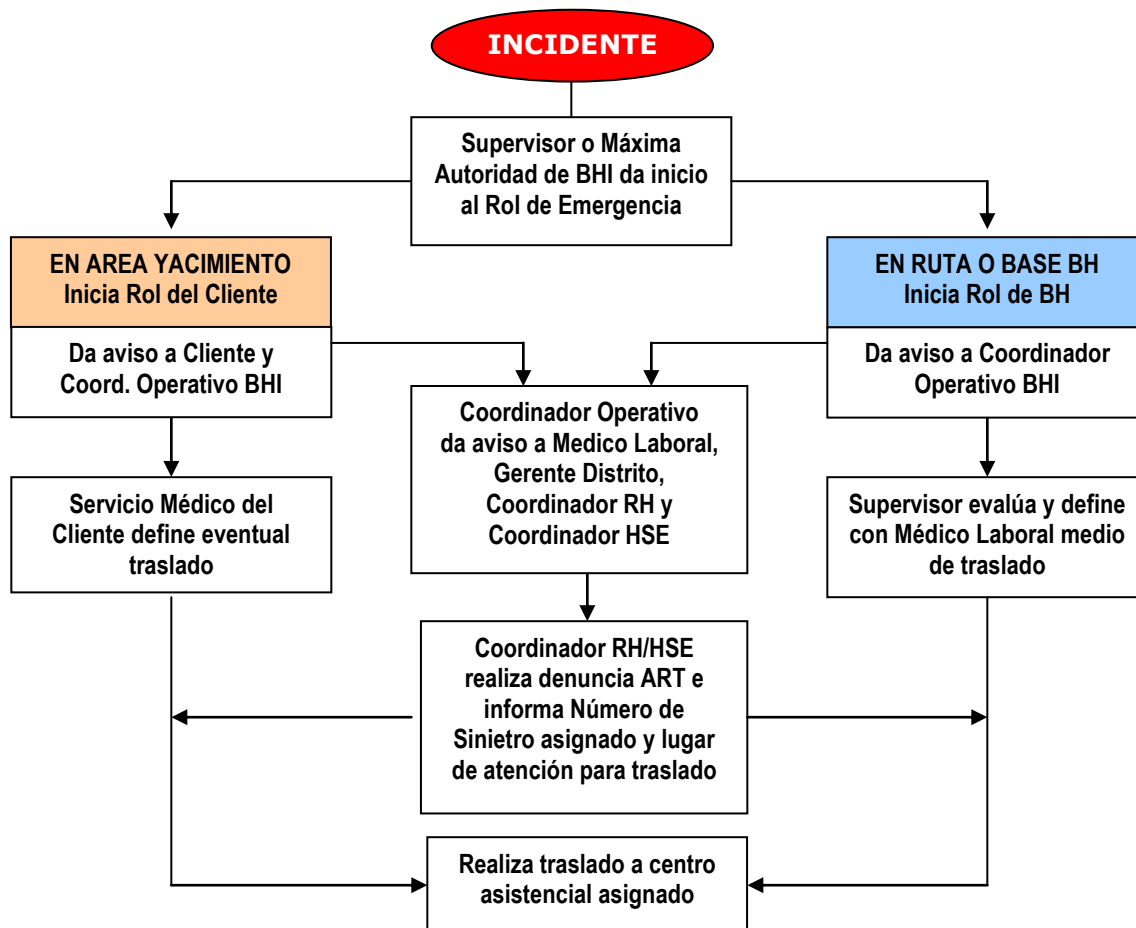 INCIDENTE
Supervisor o Máxima
Autoridad de BHI da inicio
al Rol de Emergencia
EN AREA YACIMIENTO
Inicia Rol del Cliente
EN RUTA O BASE BH
Inicia Rol de BH
Da aviso a Cliente y
Coord. Operativo BHI
Da aviso a Coordinador
Operativo BHI
Coordinador Operativo
da aviso a Medico Laboral,
Gerente Distrito,
Coordinador RH y
Coordinador HSE
Servicio Médico del
Cliente define eventual
traslado
Supervisor evalúa y define
con Médico Laboral medio
de traslado
Coordinador RH/HSE
realiza denuncia ART e
informa Número de
Sinietro asignado y lugar
de atención para traslado
Realiza traslado a centro
asistencial asignado